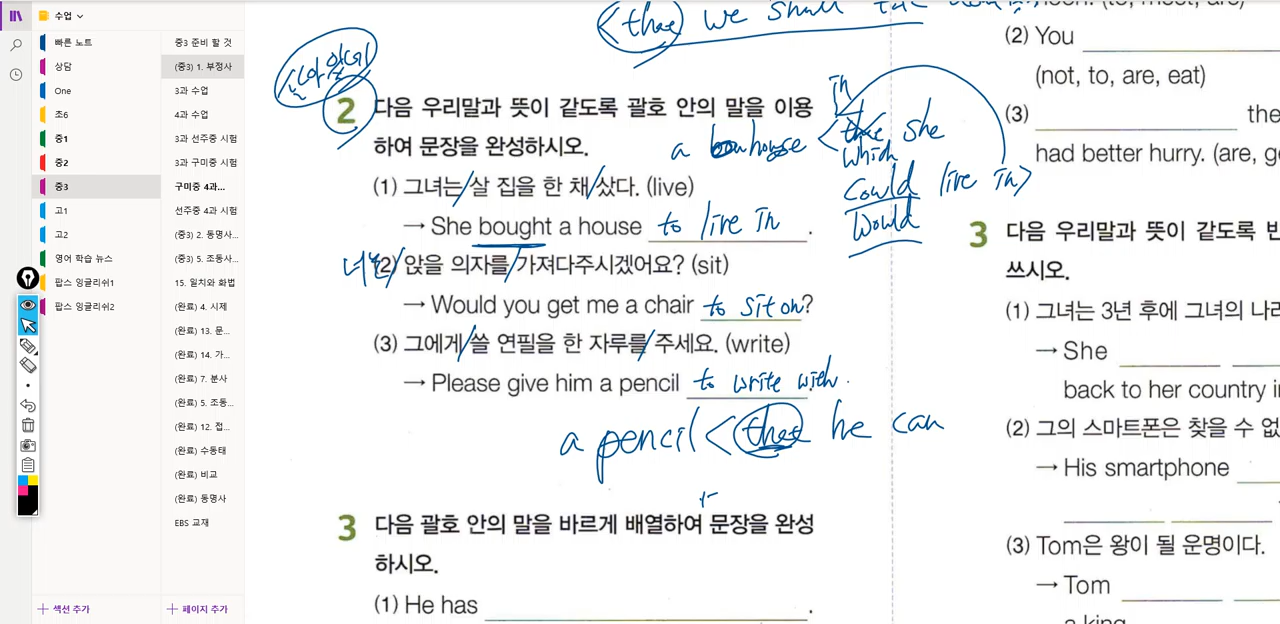 수업
빠른 노트
상담
One
초6
중1
중2
중3
고1
고2
영어 학습 뉴스
팝스 잉글리쉬1
팝스 잉글리쉬2
섹션 추가
중3 준비 할 것
(중3) 1. 부정사
3과 수업
4과 수업
3과 선주중 시험
3과 구미중 시험
구미중 4과...
선주중 4과 시험
(중3) 2. 동명사...
(중3) 5. 조동사...
15. 일치와 화법
(완료) 4. 시제
(완료) 13. 문...
(완료) 14. 가...
(완료) 7. 분사
(완료) 5. 조동...
(완료) 12. 접...
(완료) 수동태
(완료) 비교
(완료) 동명사
EBS 교재
페이지 추가
<that) we shall
2 다음 우리말과 뜻이 같도록 괄호 안의 말을 이용
하여 문장을 완성하시오.
a house < she
in
which
could live in>
would
(1) 그녀는/살 집을 한 채/샀다. (live)
→ She bought a house to live in .
(2) 앉을 의자를/가져다주시겠어요? (sit)
→ Would you get me a chair to sit on?
(3) 그에게/쓸 연필을 한 자루를/주세요. (write)
→ Please give him a pencil to write with.
a pencil < that he can
3 다음 괄호 안의 말을 바르게 배열하여 문장을 완성
하시오.
(1) He has .
(2) You
(not, to, are, eat)
(3) the
had better hurry. (are, g
3 다음 우리말과 뜻이 같도록
쓰시오.
(1) 그녀는 3년 후에 그녀의
→ She
back to her country
(2) 그의 스마트폰은 찾을 수
→ His smartphone
(3) Tom은 왕이 될 운명이다.
→ Tom
a king.